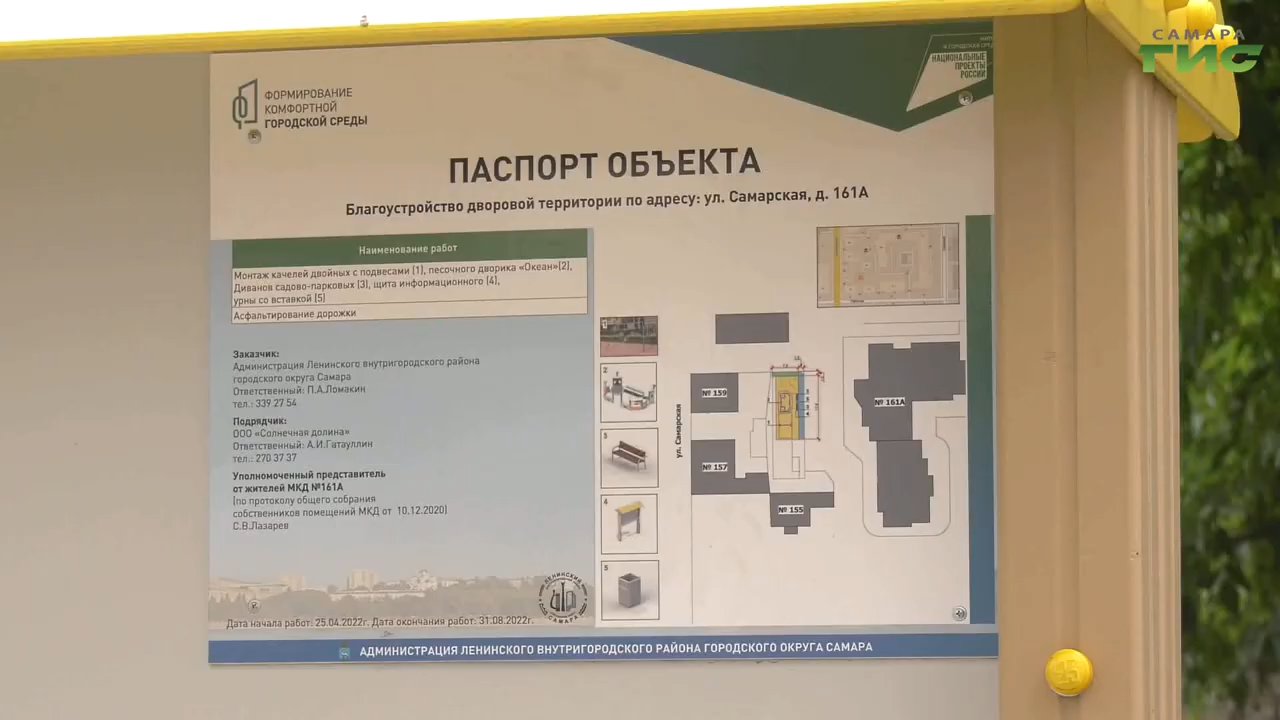 САМАРА
ГИС
ФОРМИРОВАНИЕ
КОМФОРТНОЙ
ГОРОДСКОЙ СРЕДЫ
НАЦИОНАЛЬНЫЕ
ПРОЕКТЫ
РОССИИ
ПАСПОРТ ОБЪЕКТА
Благоустройство дворовой территории по адресу: ул. Самарская, д. 161А
Наименование работ
Монтаж качелей двойных с подвесами (1), песочного дворика «Океан»(2),
Диванов садово-парковых (3), щита информационного (4),
урны со вставкой (5)
Асфальтирование дорожки
Заказчик:
Администрация Ленинского внутригородского района
городского округа Самара
Ответственный: П.А.Ломакин
тел.: 339 27 54
Подрядчик:
ООО «Солнечная долина»
Ответственный: А.И.Гатауллин
тел.: 270 37 37
Уполномоченный представитель
от жителей МКД №161А
(по протоколу общего собрания
собственников помещений МКД от 10.12.2020)
С.В.Лазарев
1
2
3
4
5
ул. Самарская
№ 159
№ 157
№ 155
№ 161А
ЛЕНИНСКИЙ
САМАРА
Дата начала работ: 25.04.2022г. Дата окончания работ: 31.08.2022г.
АДМИНИСТРАЦИЯ ЛЕНИНСКОГО ВНУТРИГОРОДСКОГО РАЙОНА ГОРОДСКОГО ОКРУГА САМАРА